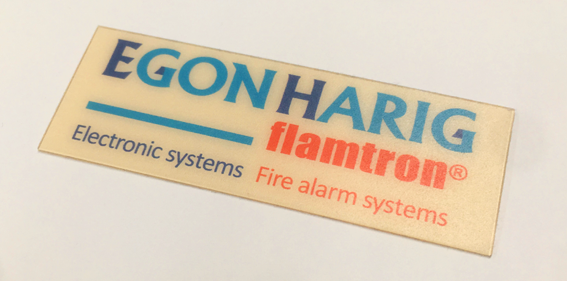 EGONHARIG
flamtron®
Electronic systems Fire alarm systems